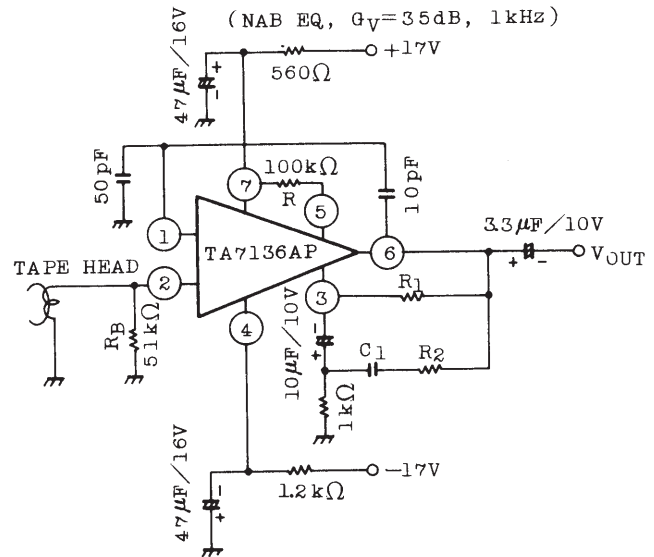 (NAB EQ, GV=35dB, 1kHz)
47μF/16V
+
-
560Ω
+17V
50pF
100kΩ
R
10pF
7
5
1
TA7136AP
6
3.3μF/10V
+ -
VOUT
TAPE HEAD
2
3
R1
RB
51kΩ
4
10μF/10V
-
+
C1
R2
1kΩ
47μF/16V
-
+
1.2kΩ
-17V